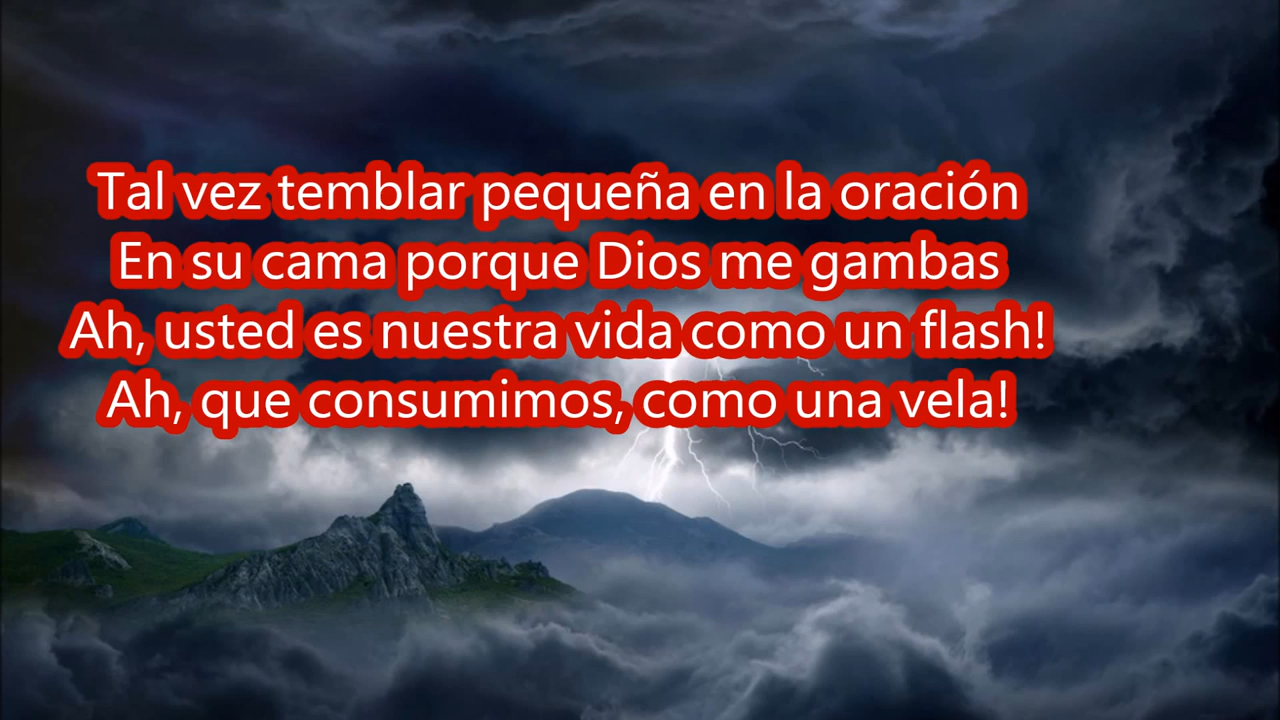 Tal vez temblar pequeña en la oración
En su cama porque Dios me gambas
Ah, usted es nuestra vida como un flash!
Ah, que consumimos, como una vela!